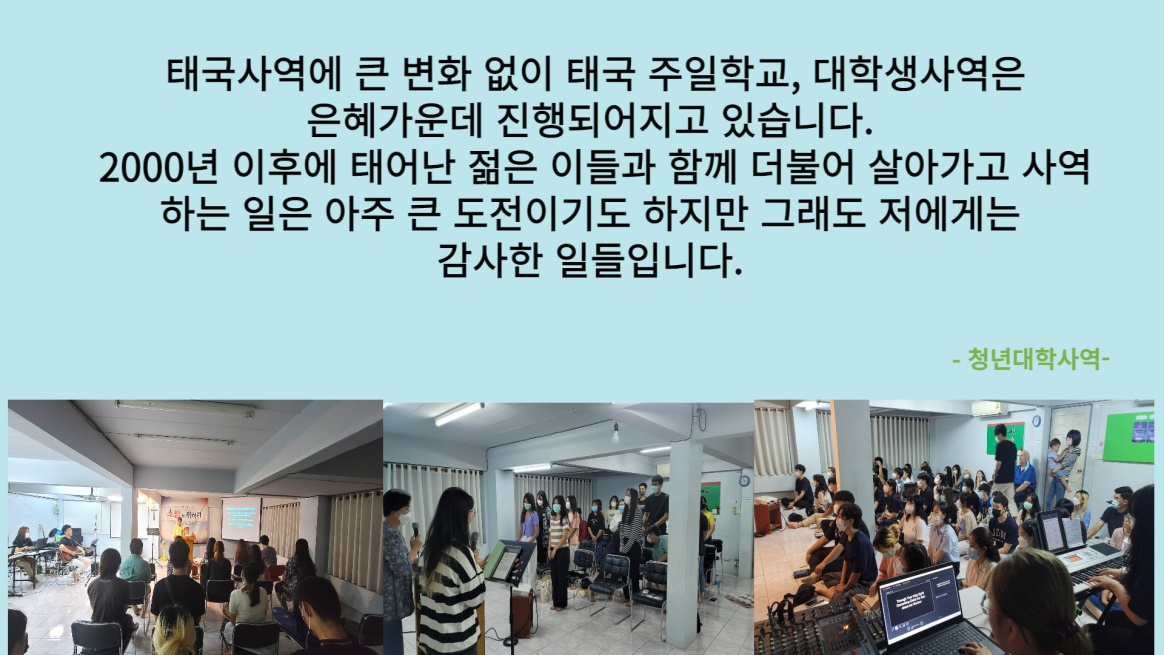 태국사역에 큰 변화 없이 태국 주일학교, 대학생사역은
은혜가운데 진행되어지고 있습니다.
2000년 이후에 태어난 젊은 이들과 함께 더불어 살아가고 사역
하는 일은 아주 큰 도전이기도 하지만 그래도 저에게는
감사한 일들입니다.
- 청년대학사역-